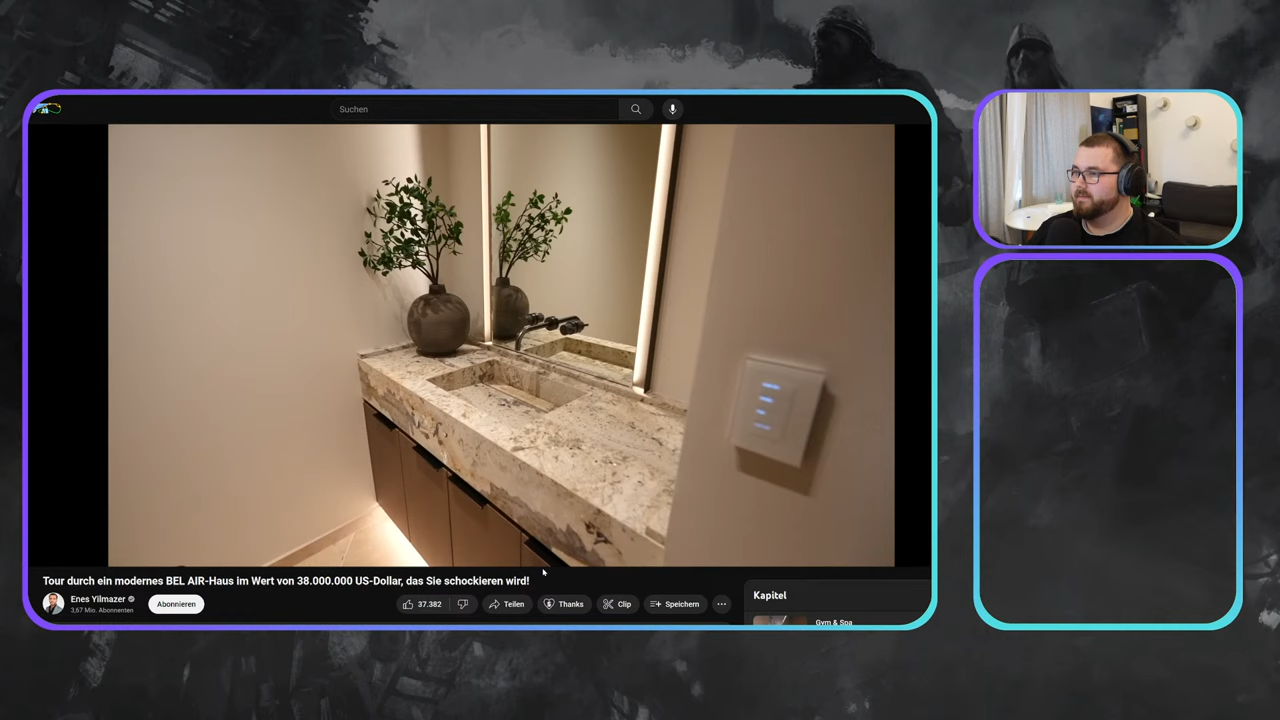 Suchen
Tour durch ein modernes BEL AIR-Haus im Wert von 38.000.000 US-Dollar, das Sie schockieren wird!
Enes Yilmazer
3,67 Mio. Abonnenten
Abonnieren
37.382
Teilen
Thanks
Clip
Speichern
Kapitel
Gym & Spa